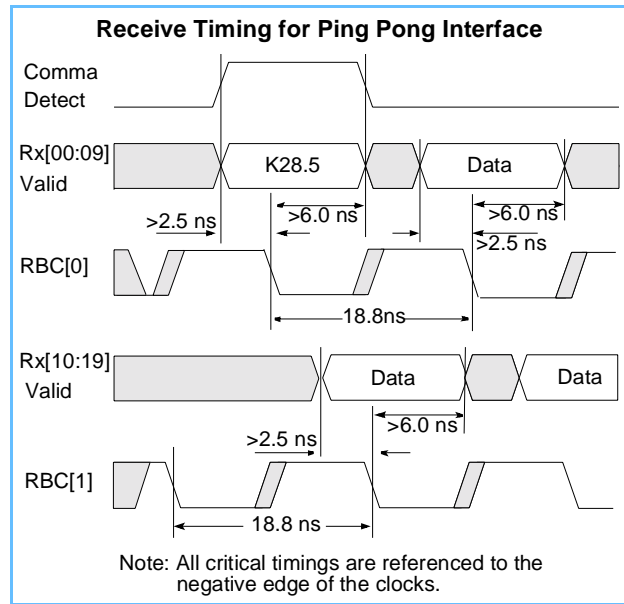 Receive Timing for Ping Pong Interface
Comma
Detect
Rx[00:09]
Valid
K28.5
Data
>2.5 ns
>6.0 ns
>6.0 ns
>2.5 ns
RBC[0]
18.8ns
Rx[10:19]
Valid
Data
Data
>2.5 ns
>6.0 ns
RBC[1]
18.8 ns
Note: All critical timings are referenced to the
negative edge of the clocks.